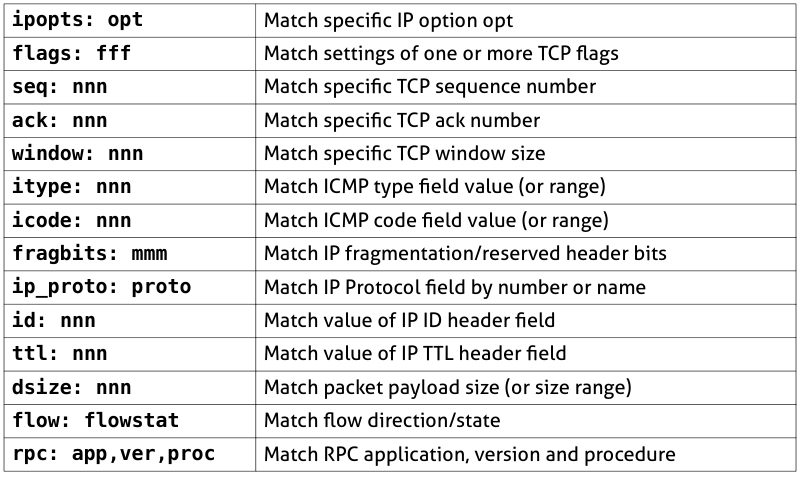 ipopts: opt Match specific IP option opt
flags: fff Match settings of one or more TCP flags
seq: nnn Match specific TCP sequence number
ack: nnn Match specific TCP ack number
window: nnn Match specific TCP window size
itype: nnn Match ICMP type field value (or range)
icode: nnn Match ICMP code field value (or range)
fragbits: mmm Match IP fragmentation/reserved header bits
ip_proto: proto Match IP Protocol field by number or name
id: nnn Match value of IP ID header field
ttl: nnn Match value of IP TTL header field
dsize: nnn Match packet payload size (or size range)
flow: flowstat Match flow direction/state
rpc: app,ver,proc Match RPC application, version and procedure